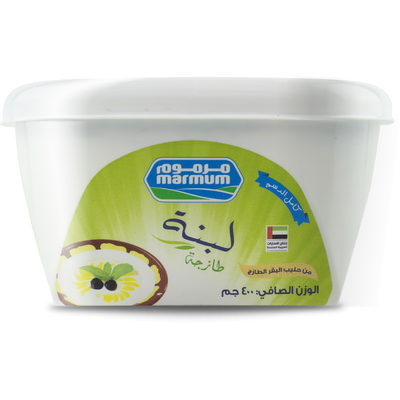 مرموم
marmum
كامل الدسم
لبنة
طازجة
من حليب البقر الطازج
الوزن الصافي: ٤٠٠ جم